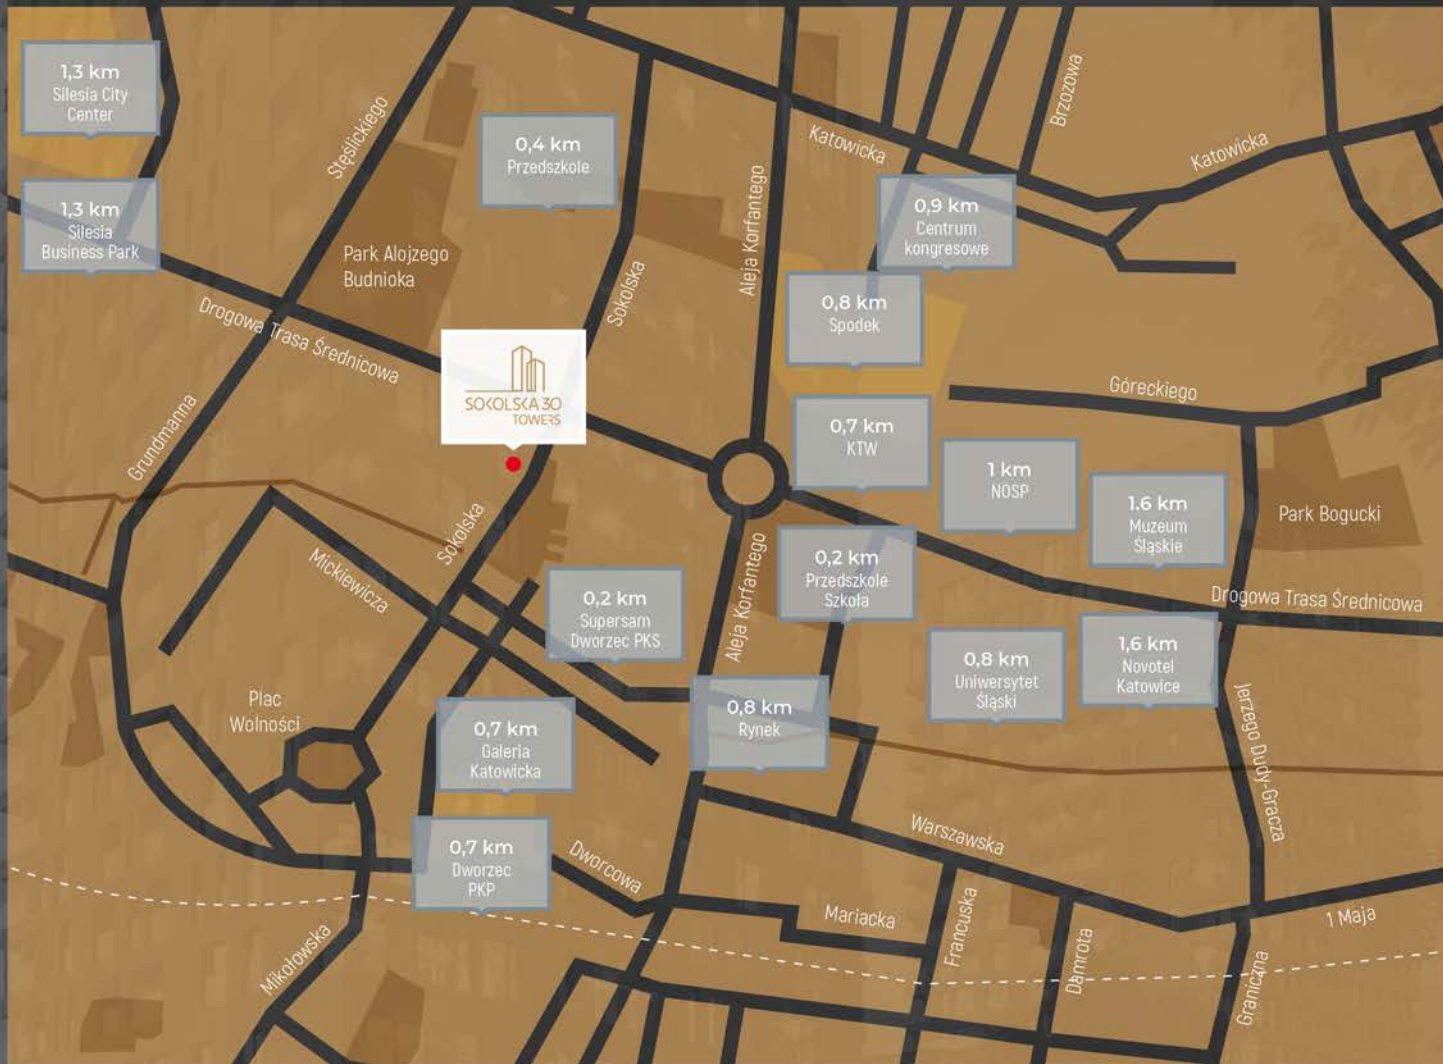 1,3 km
Silesia City
Center
1,3 km
Silesia
Business Park
Stęślickiego
0,4 km
Przedszkole
Brzozowa
Katowicka
Katowicka
Aleja Korfantego
0,9 km
Centrum
kongresowe
Park Alojzego
Budnioka
Sokolska
0,8 km
Spodek
Drogowa Trasa Średnicowa
SOKOLSKA 30
TOWERS
Góreckiego
Grundmanna
0,7 km
KTW
1 km
NOSP
1.6 km
Muzeum
Śląskie
Park Bogucki
Sokolska
Mickiewicza
Aleja Korfantego
0,2 km
Przedszkole
Szkoła
0,2 km
Supersam
Dworzec PKS
Drogowa Trasa Średnicowa
0,8 km
Uniwersytet
Śląski
1,6 km
Novotel
Katowice
Plac
Wolności
0,7 km
Galeria
Katowicka
0,8 km
Rynek
Jerzego Dudy-Gracza
0,7 km
Dworzec
PKP
Dworcowa
Warszawska
Mariacka
Francuska
Damrota
1 Maja
Mikołowska
Graniczna